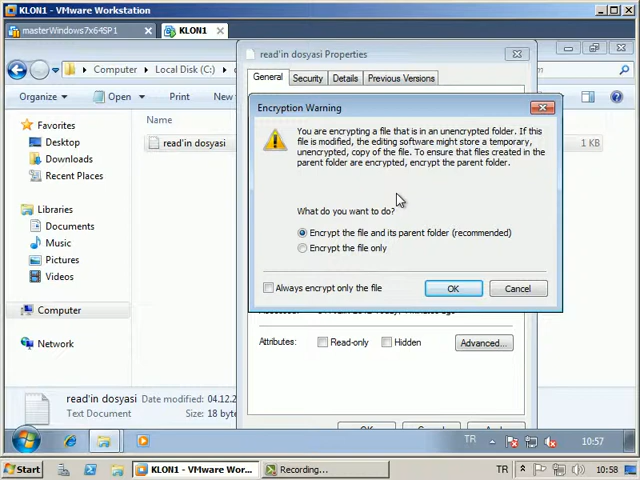 KLON1 - VMware Workstation
masterWindows7x64SP1
KLON1
read'in dosyasi Properties
Computer
Local Disk (C:)
General
Security
Details
Previous Versions
Organize
Open
Print
Encryption Warning
Name
You are encrypting a file that is in an unencrypted folder. If this
file is modified, the editing software might store a temporary,
unencrypted, copy of the file. To ensure that files created in the
parent folder are encrypted, encrypt the parent folder.
Favorites
Desktop
Downloads
Recent Places
read'in dosyasi
1 KB
What do you want to do?
Encrypt the file and its parent folder (recommended)
Encrypt the file only
Libraries
Documents
Music
Pictures
Videos
Always encrypt only the file
OK
Cancel
Computer
Network
Attributes:
Read-only
Hidden
Advanced...
read'in dosyasi
Date modified: 04.12.2
Text Document
Size: 18 byte
TR
10:57
Start
KLON1 - VMware Wor...
Recording...
TR
10:58